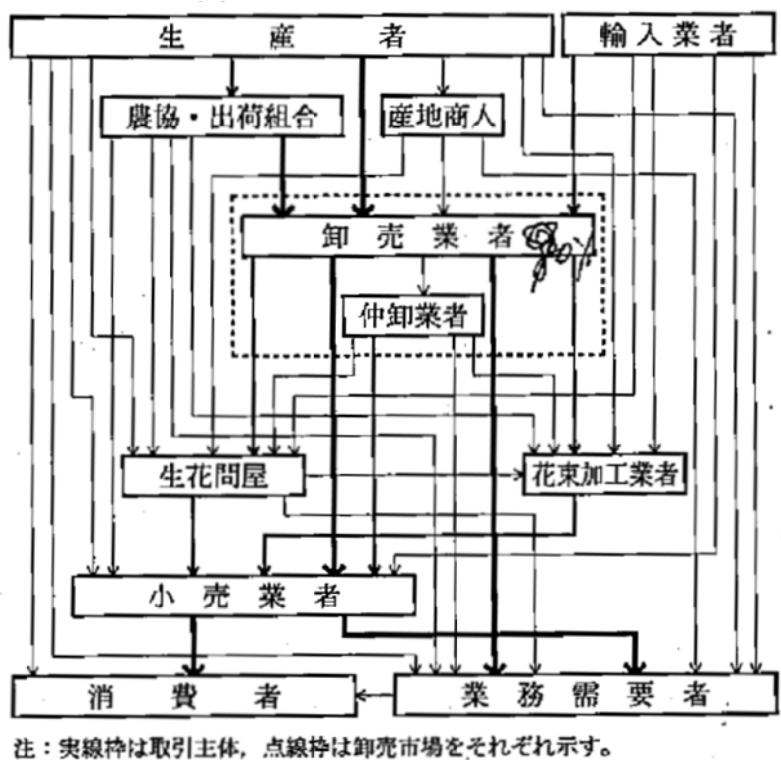 生産者
輸入業者
農協・出荷組合
産地商人
卸売業者
80%
仲卸業者
生花問屋
花束加工業者
小売業者
消費者
業務需要者
注：実線枠は取引主体，点線枠は卸売市場をそれぞれ示す。